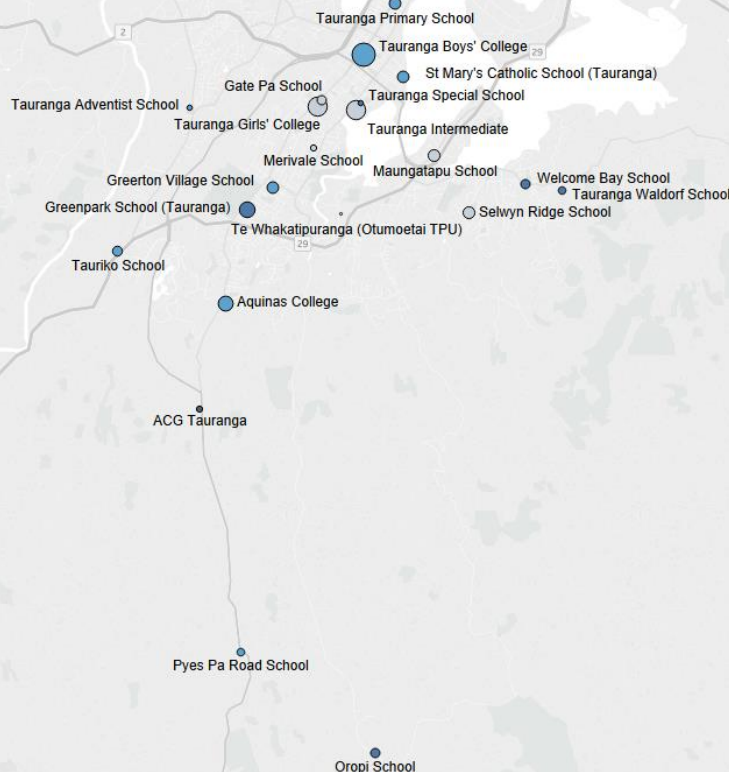 Tauranga Primary School
2
Tauranga Boys' College
29
St Mary's Catholic School (Tauranga)
Gate Pa School
Tauranga Special School
Tauranga Adventist School
Tauranga Girls' College
Tauranga Intermediate
Merivale School
Maungatapu School
Greerton Village School
Welcome Bay School
Tauranga Waldorf School
Greenpark School (Tauranga)
Selwyn Ridge School
Te Whakatipuranga (Otumoetai TPU)
29
Tauriko School
Aquinas College
ACG Tauranga
Pyes Pa Road School
Oropi School